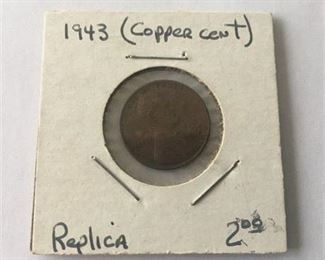 1943 (Copper cent)
Replica 2.00